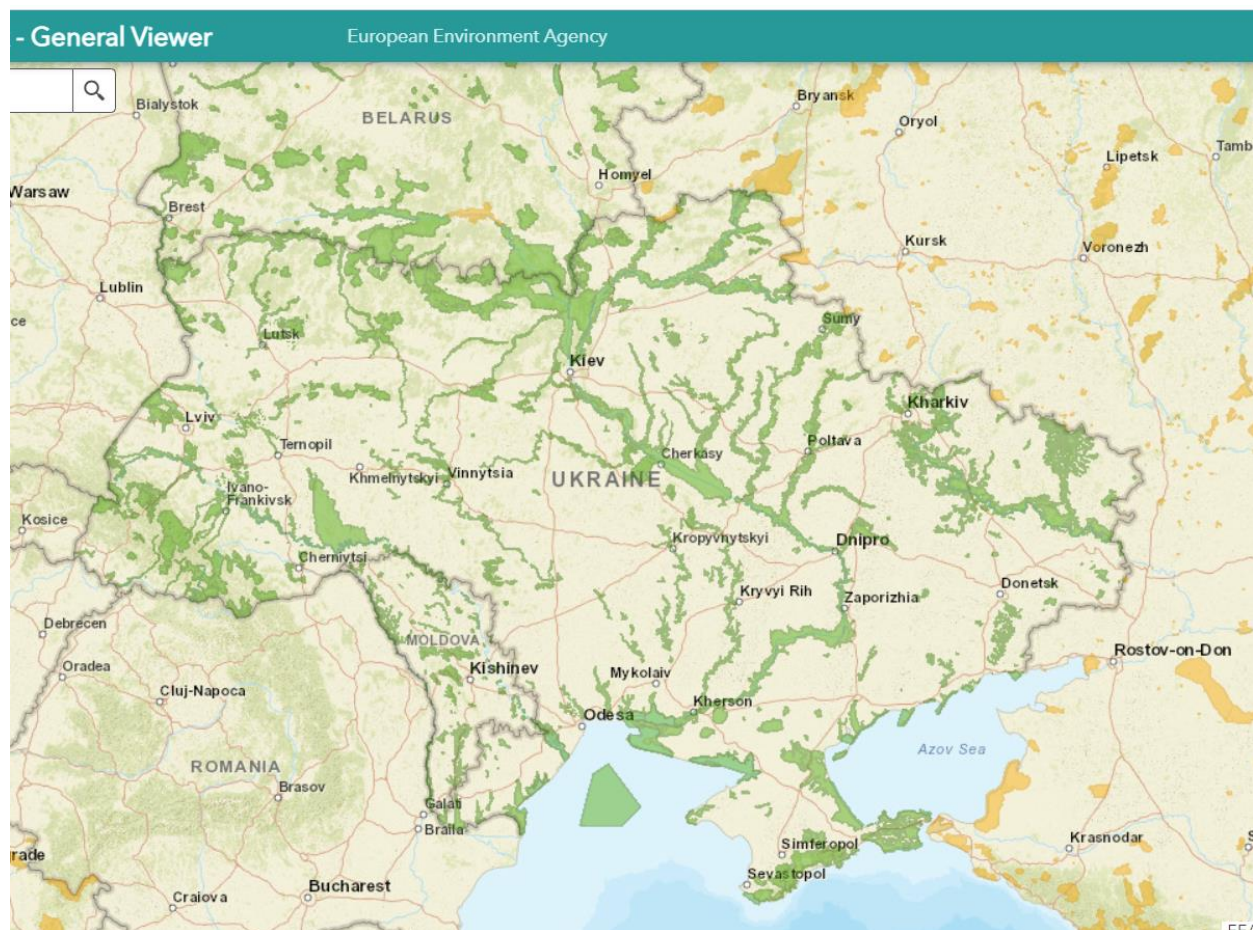 - General Viewer
European Environment Agency
Bialystok
BELARUS
Bryansk
Oryol
Lipetsk
Tamb
Warsaw
Homyel
Brest
Kursk
Voronezh
Lublin
ce
Lutsk
Sumy
Kiev
Kharkiv
Lviv
Ternopil
Khmelnytskyi
Vinnytsia
UKRAINE
Cherkasy
Poltava
Ivano-
Frankivsk
Kosice
Chernivtsi
Kropyvnytskyi
Dnipro
Kryvyi Rih
Zaporizhia
Donetsk
Debrecen
MOLDOVA
Oradea
Kishinev
Rostov-on-Don
Cluj-Napoca
Mykolaiv
Kherson
Odesa
Azov Sea
ROMANIA
Brasov
Galati
Braila
Simferopol
Krasnodar
S
rade
Sevastopol
Bucharest
Craiova